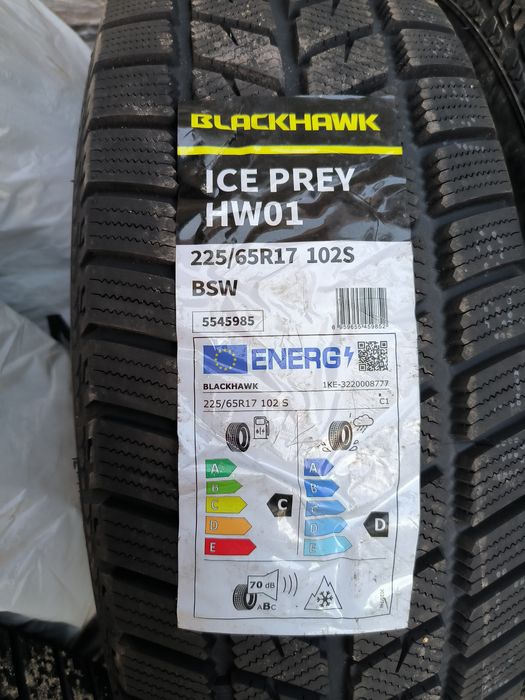 BLACKHAWK
ICE PREY
HW01
225/65R17 102S
BSW
5545985
ENERG
BLACKHAWK 1KE-3220008777
225/65R17 102 S C1
A A
B B
C C C
D D D
E E
70 dB
ABC